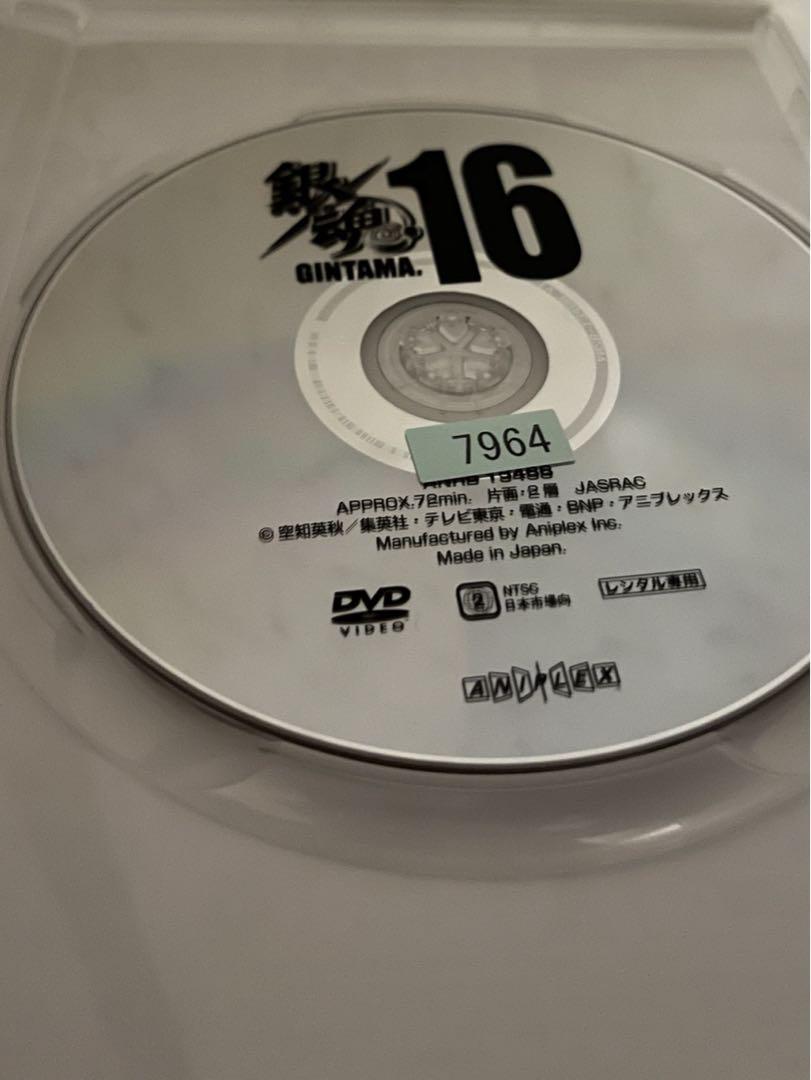 銀魂
GINTAMA.
16
7964
APPROX.72min. 片面・2層 JASRAC
©空知英秋／集英社・テレビ東京・電通・BNP・アニプレックス
Manufactured by Aniplex Inc.
Made in Japan.
DVD
VIDEO
2
NTSC
日本市場向
レンタル専用
ANIPLEX